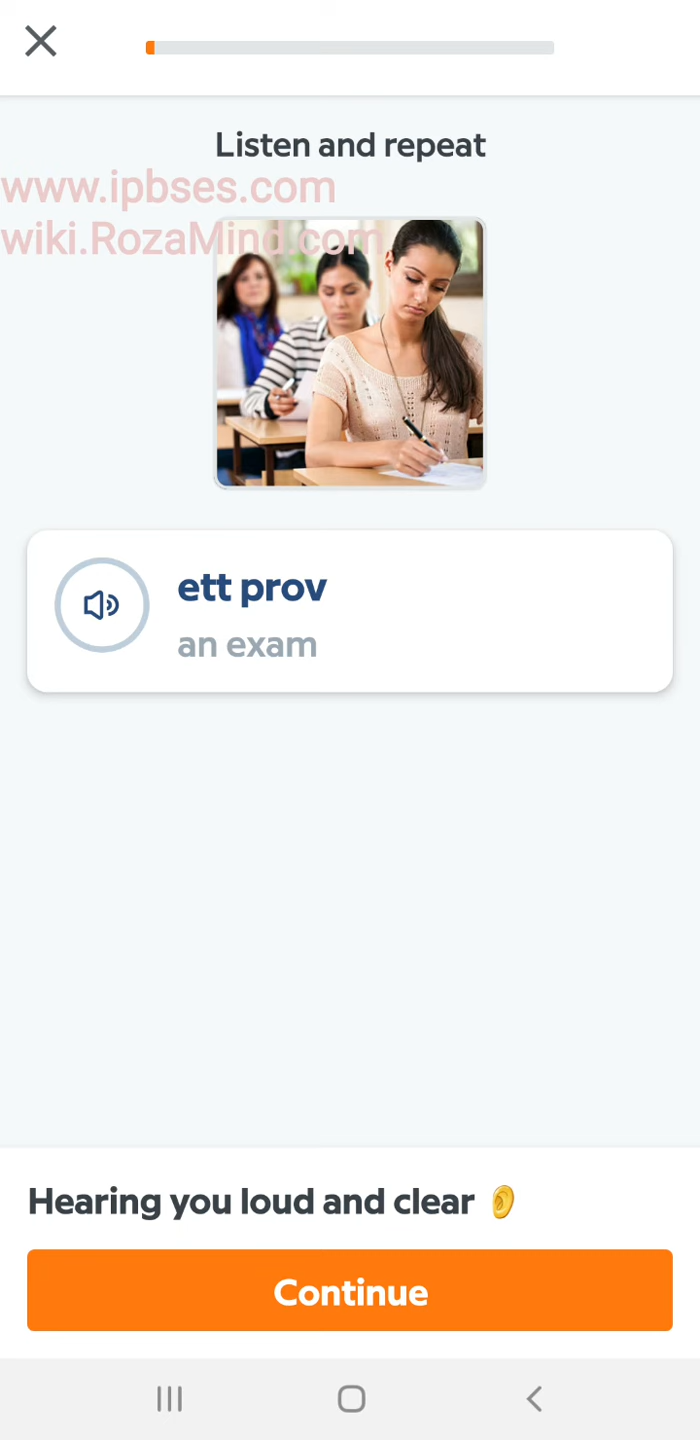 Listen and repeat
www.ipbses.com
wiki.RozaMind.com
ett prov
an exam
Hearing you loud and clear 👂
Continue